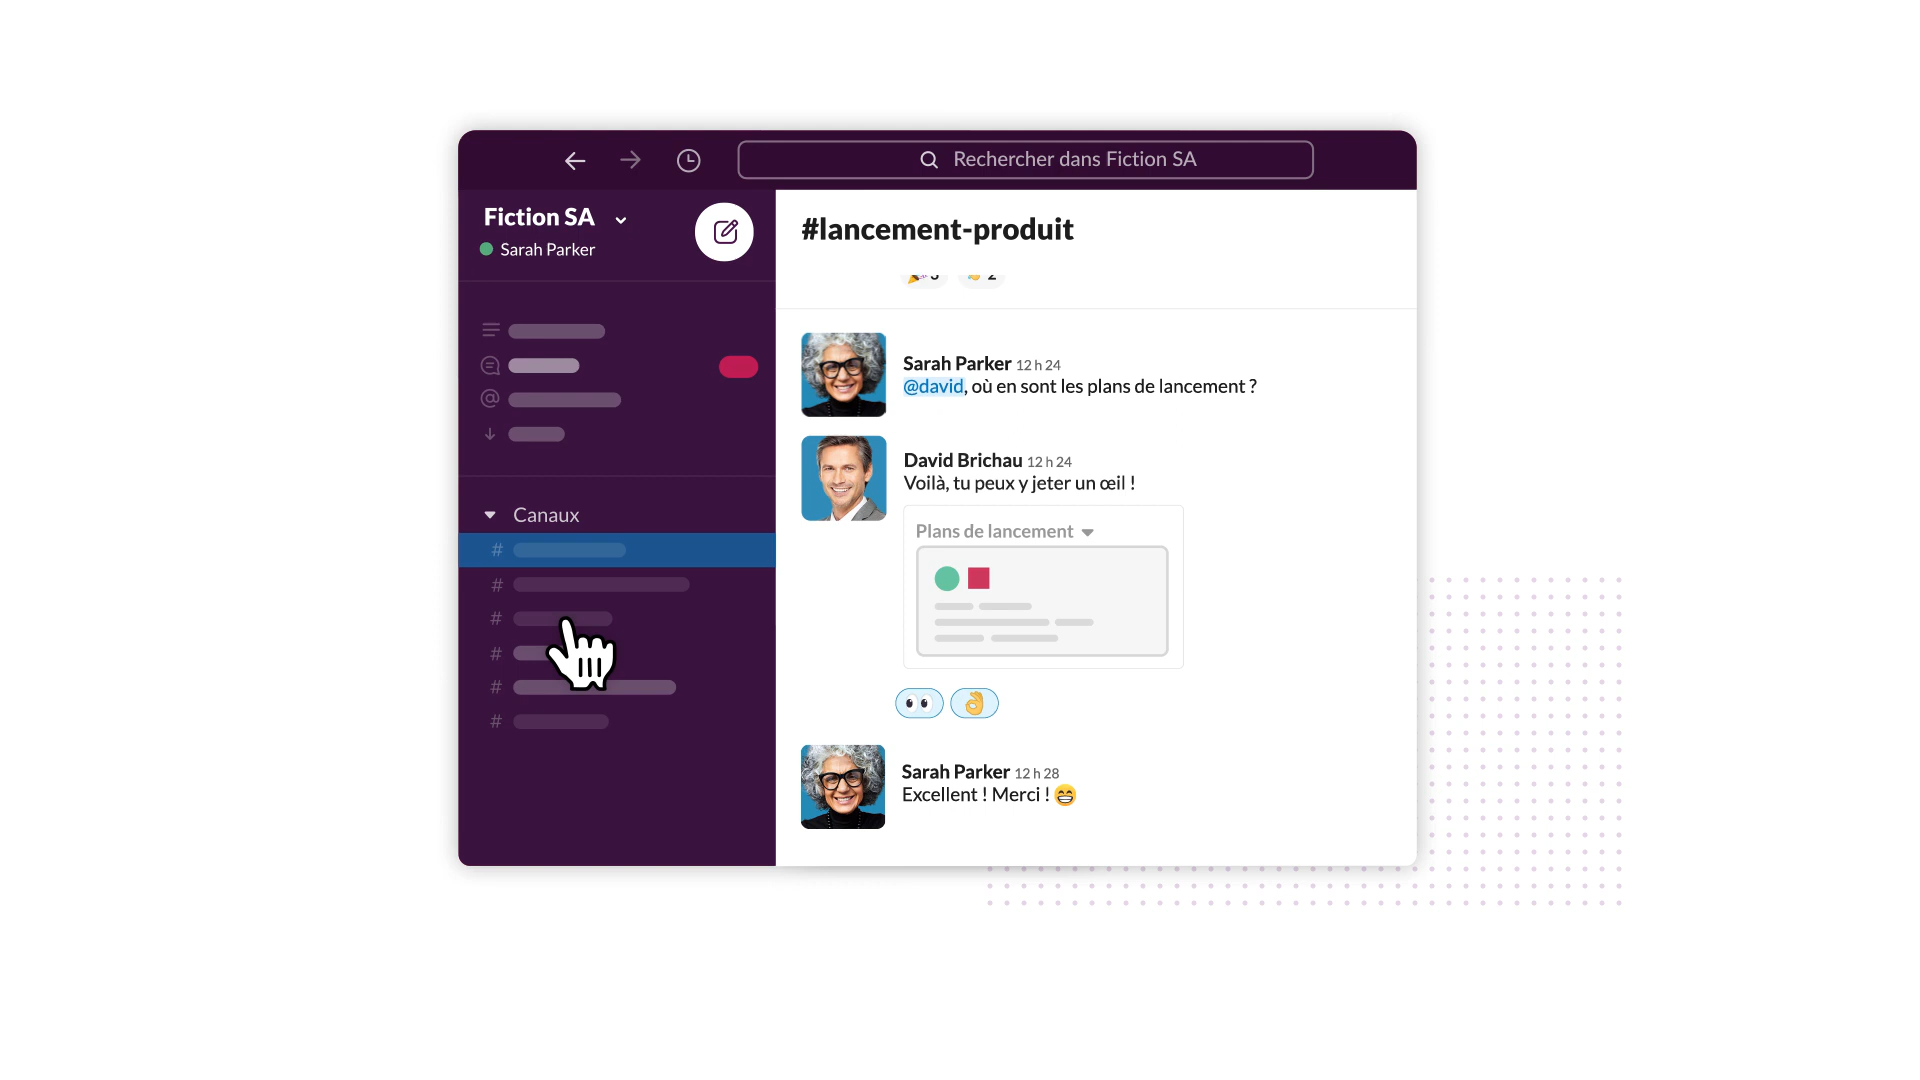 Rechercher dans Fiction SA
Fiction SA
Sarah Parker
@
Canaux
#
#
#
#
#
#
#lancement-produit
Sarah Parker 12 h 24
@david, où en sont les plans de lancement ?
David Brichau 12 h 24
Voilà, tu peux y jeter un œil !
Plans de lancement
Sarah Parker 12 h 28
Excellent ! Merci ! 😁